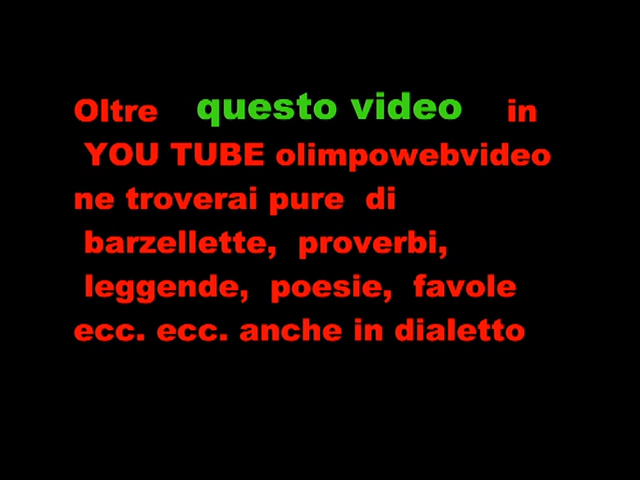 Oltre questo video in
YOU TUBE olimpowebvideo
ne troverai pure di
barzellette, proverbi,
leggende, poesie, favole
ecc. ecc. anche in dialetto